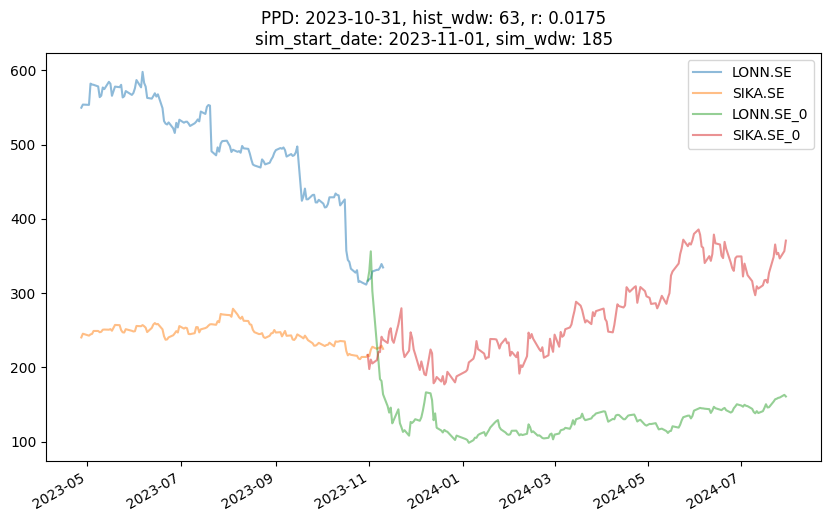 PPD: 2023-10-31, hist_wdw: 63, r: 0.0175
sim_start_date: 2023-11-01, sim_wdw: 185
LONN.SE
SIKA.SE
LONN.SE_0
SIKA.SE_0
600
500
400
300
200
100
2023-05
2023-07
2023-09
2023-11
2024-01
2024-03
2024-05
2024-07